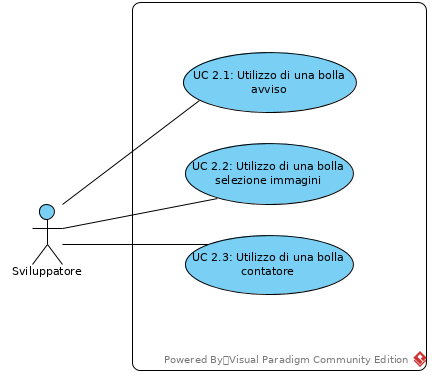 UC 2.1: Utilizzo di una bolla
avviso
UC 2.2: Utilizzo di una bolla
selezione immagini
UC 2.3: Utilizzo di una bolla
contatore
Sviluppatore
Powered By Visual Paradigm Community Edition